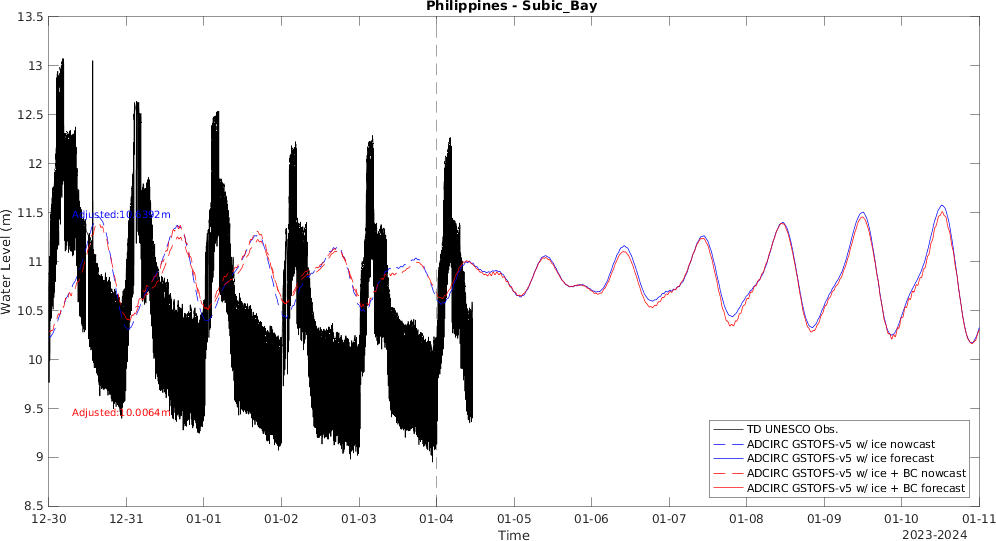 Philippines - Subic_Bay
Water Level (m)
13.5
13
12.5
12
11.5
11
10.5
10
9.5
9
8.5
Adjusted:10.0064m
TD UNESCO Obs.
ADCIRC GSTOFS-v5 w/ ice nowcast
ADCIRC GSTOFS-v5 w/ ice forecast
ADCIRC GSTOFS-v5 w/ ice + BC nowcast
ADCIRC GSTOFS-v5 w/ ice + BC forecast
12-30 12-31 01-01 01-02 01-03 01-04 01-05 01-06 01-07 01-08 01-09 01-10 01-11
Time
2023-2024